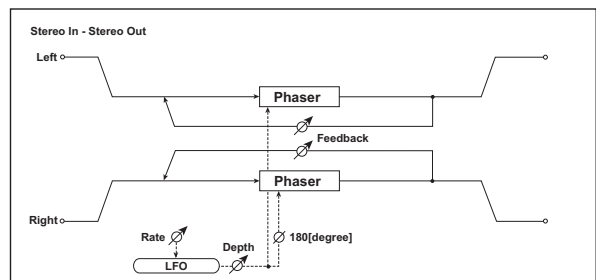 Stereo In - Stereo Out
Left
Phaser
Feedback
Phaser
Right
Rate
Depth
180[degree]
LFO